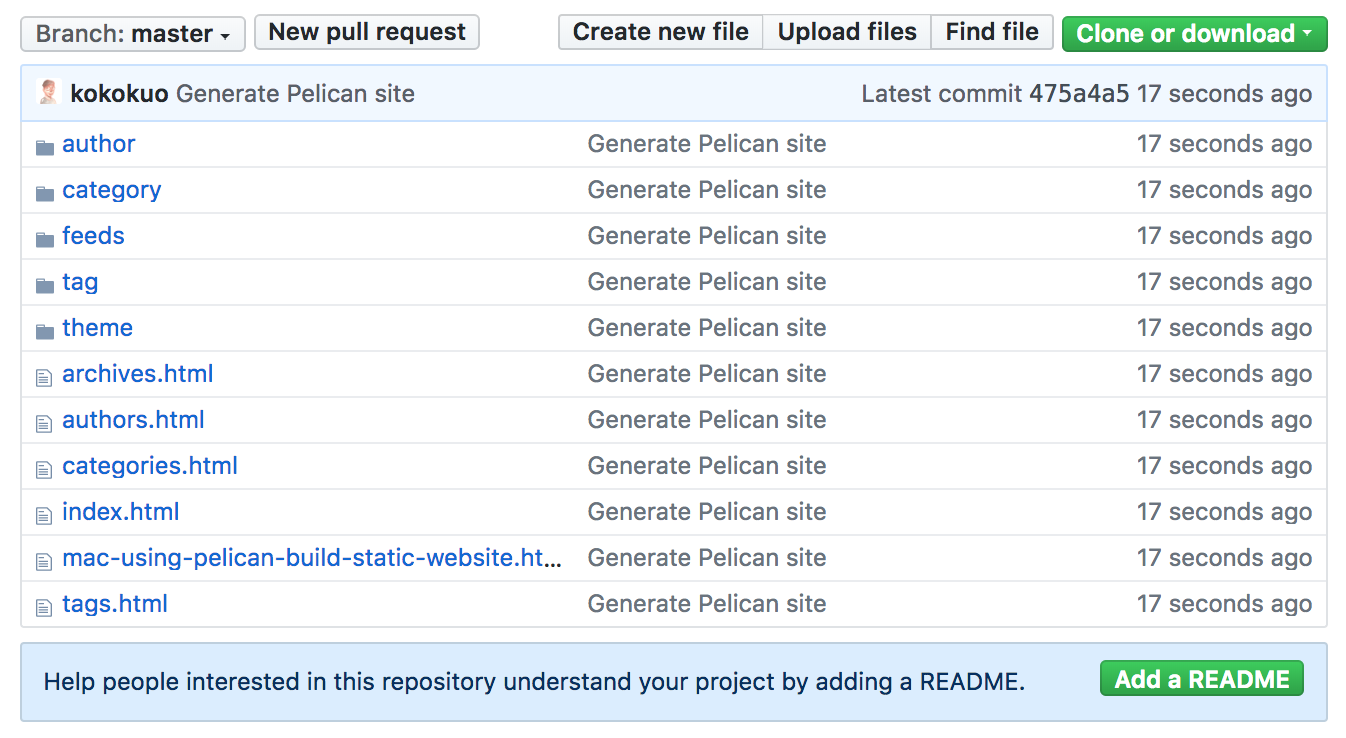 Branch: master New pull request Create new file Upload files Find file Clone or download
kokokuo Generate Pelican site Latest commit 475a4a5 17 seconds ago
author Generate Pelican site 17 seconds ago
category Generate Pelican site 17 seconds ago
feeds Generate Pelican site 17 seconds ago
tag Generate Pelican site 17 seconds ago
theme Generate Pelican site 17 seconds ago
archives.html Generate Pelican site 17 seconds ago
authors.html Generate Pelican site 17 seconds ago
categories.html Generate Pelican site 17 seconds ago
index.html Generate Pelican site 17 seconds ago
mac-using-pelican-build-static-website.ht... Generate Pelican site 17 seconds ago
tags.html Generate Pelican site 17 seconds ago
Help people interested in this repository understand your project by adding a README. Add a README